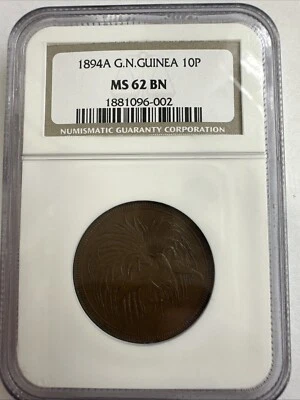 1894A G.N.GUINEA 10P
MS 62 BN
1881096-002
NUMISMATIC GUARANTY CORPORATION